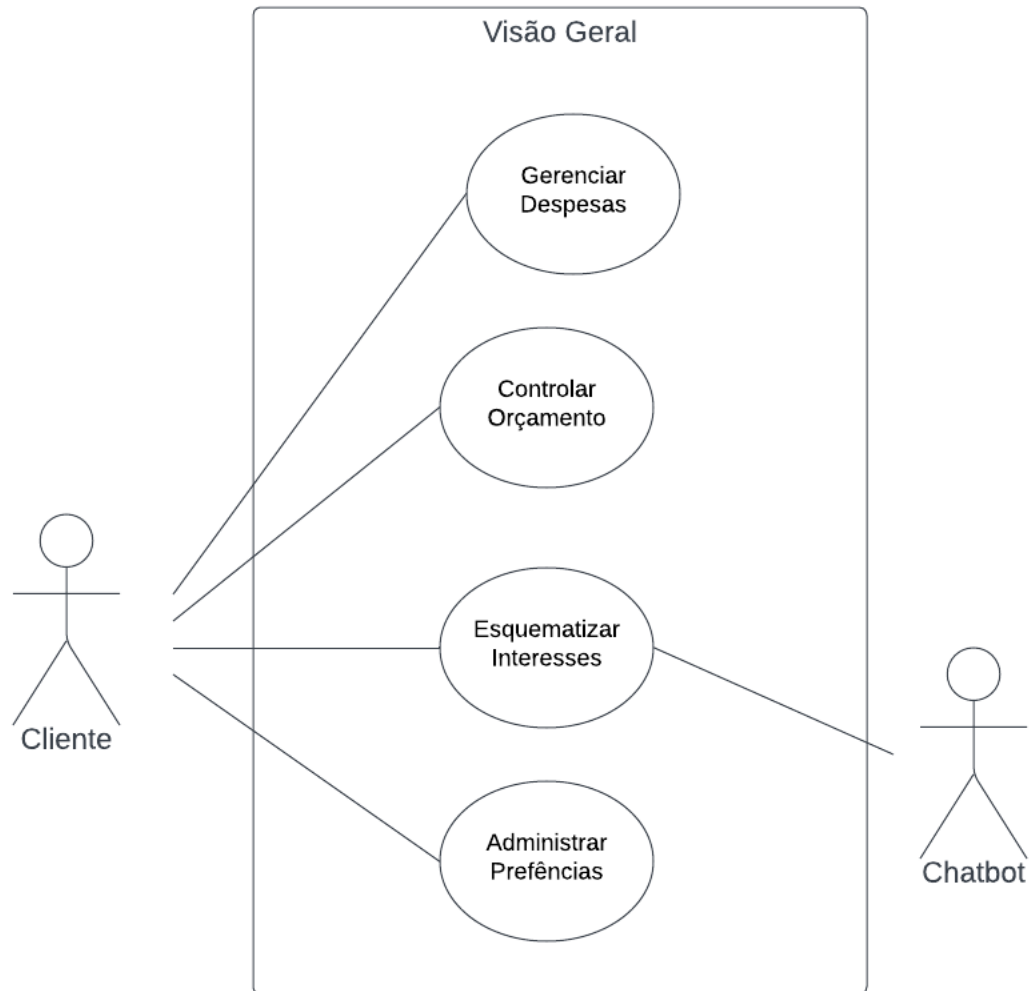 Visão Geral
Gerenciar
Despesas
Controlar
Orçamento
Esquematizar
Interesses
Cliente
Administrar
Prefências
Chatbot